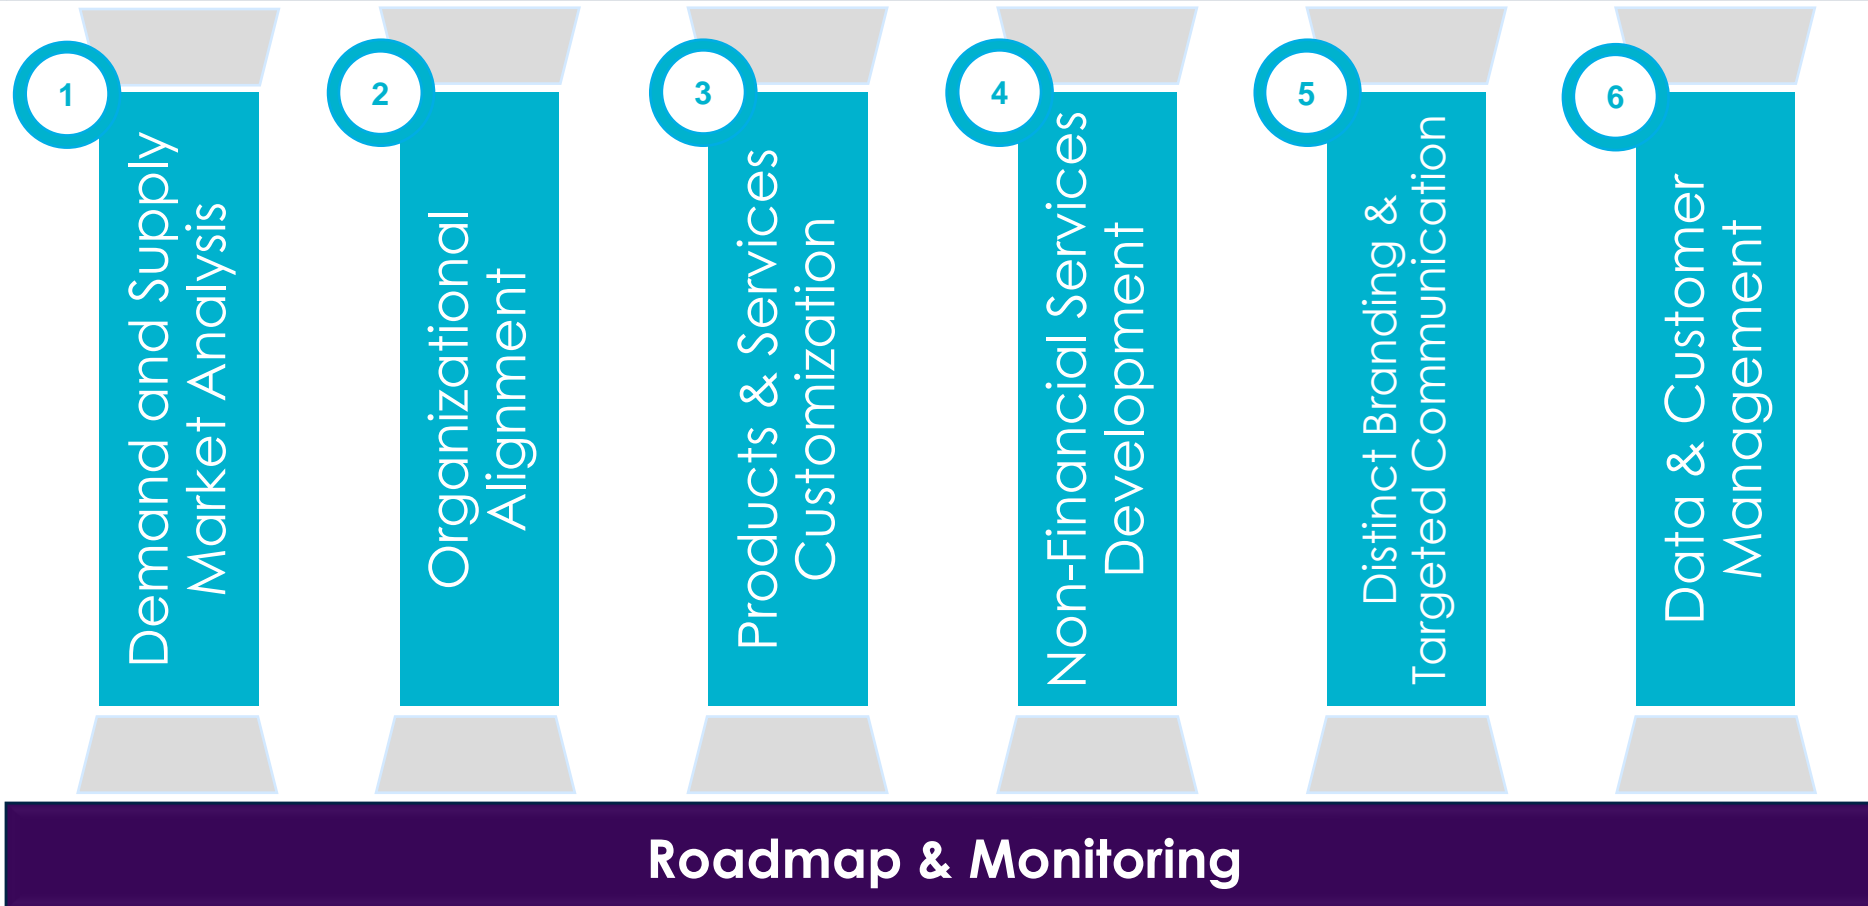 1
Demand and Supply
Market Analysis
2
Organizational
Alignment
3
Products & Services
Customization
4
Non-Financial Services
Development
5
Distinct Branding &
Targeted Communication
6
Data & Customer
Management
Roadmap & Monitoring